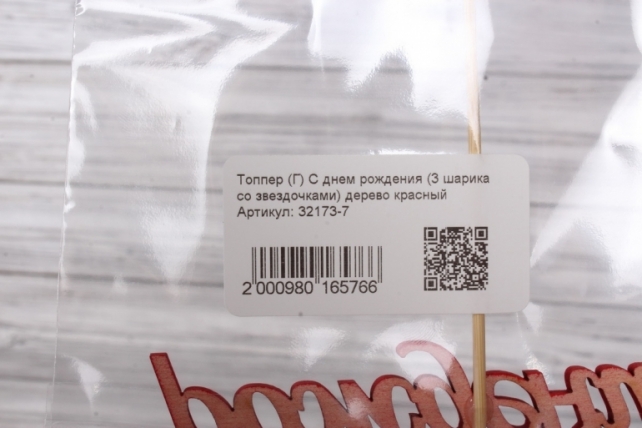 Топпер (Г) С днем рождения (3 шарика
со звездочками) дерево красный
Артикул: 32173-7
2 000980 165766